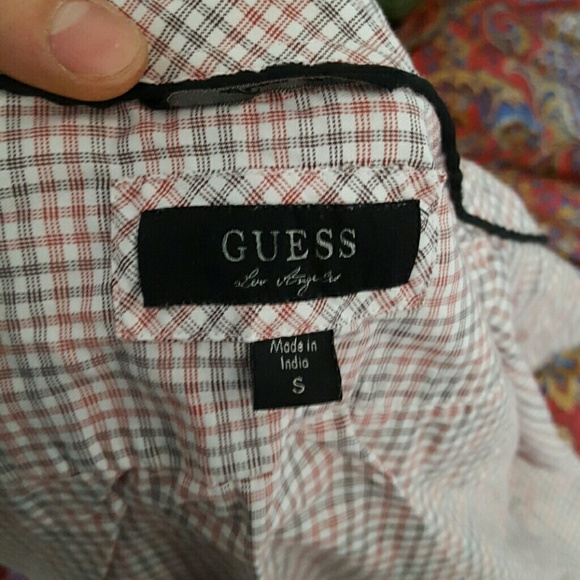 GUESS
Los Angeles
Made in
India
S